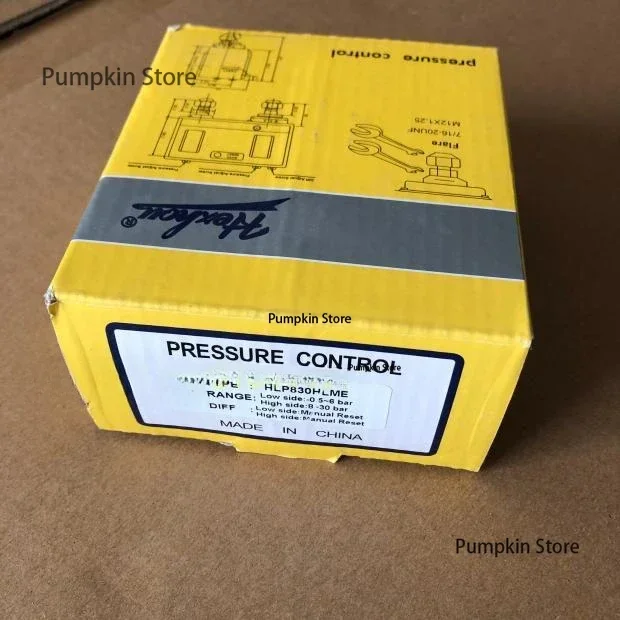 Pumpkin Store
pressure control
Pumpkin Store
Flare
7/16-20UNF
M12X1.25
®
Pumpkin Store
PRESSURE CONTROL
Pumpkin Store
TYPE : HLP830HLME
RANGE: Low side:-0.5~6 bar
High side:8~30 bar
DIFF : Low side:Manual Reset
High side:Manual Reset
MADE IN CHINA
Pumpkin Store